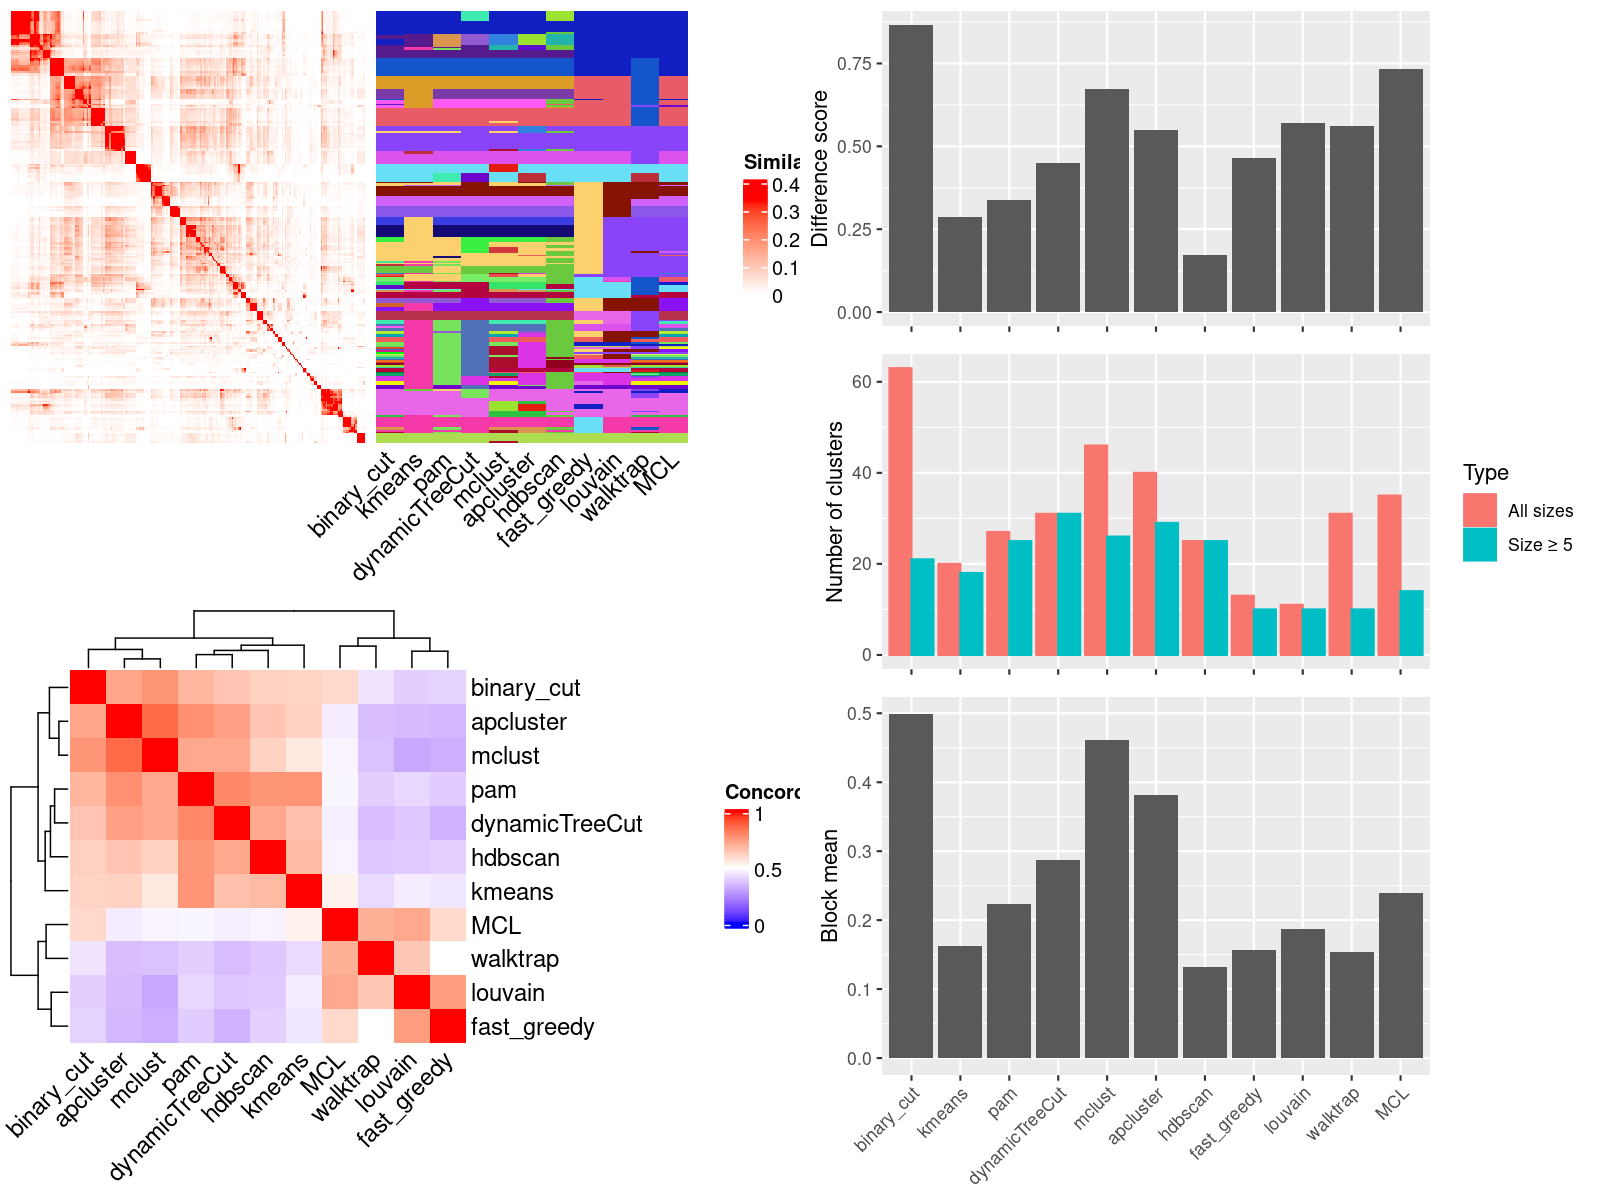 Simila
0.4
0.3
0.2
0.1
0
binary_cut
kmeans
pam
dynamicTreeCut
mclust
apcluster
hdbscan
fast_greedy
louvain
walktrap
MCL
binary_cut
apcluster
mclust
pam
dynamicTreeCut
hdbscan
kmeans
MCL
walktrap
louvain
fast_greedy
binary_cut
apcluster
mclust
pam
dynamicTreeCut
hdbscan
kmeans
MCL
walktrap
louvain
fast_greedy
Concord
1
0.5
0
Difference score
0.75
0.50
0.25
0.00
Number of clusters
60
40
20
0
Type
All sizes
Size ≥ 5
Block mean
0.5
0.4
0.3
0.2
0.1
0.0
binary_cut
kmeans
pam
dynamicTreeCut
mclust
apcluster
hdbscan
fast_greedy
louvain
walktrap
MCL